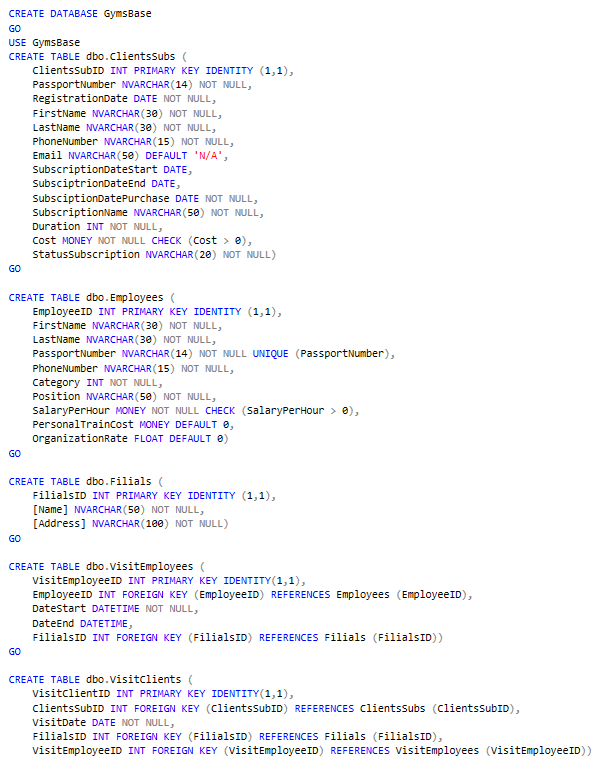 CREATE DATABASE GymsBase
GO
USE GymsBase
CREATE TABLE dbo.ClientsSubs (
    ClientsSubID INT PRIMARY KEY IDENTITY (1,1),
    PassportNumber NVARCHAR(14) NOT NULL,
    RegistrationDate DATE NOT NULL,
    FirstName NVARCHAR(30) NOT NULL,
    LastName NVARCHAR(30) NOT NULL,
    PhoneNumber NVARCHAR(15) NOT NULL,
    Email NVARCHAR(50) DEFAULT 'N/A',
    SubscriptionDateStart DATE,
    SubsciptrionDateEnd DATE,
    SubsciptionDatePurchase DATE NOT NULL,
    SubscriptionName NVARCHAR(50) NOT NULL,
    Duration INT NOT NULL,
    Cost MONEY NOT NULL CHECK (Cost > 0),
    StatusSubscription NVARCHAR(20) NOT NULL)
GO
CREATE TABLE dbo.Employees (
    EmployeeID INT PRIMARY KEY IDENTITY (1,1),
    FirstName NVARCHAR(30) NOT NULL,
    LastName NVARCHAR(30) NOT NULL,
    PassportNumber NVARCHAR(14) NOT NULL UNIQUE (PassportNumber),
    PhoneNumber NVARCHAR(15) NOT NULL,
    Category INT NOT NULL,
    Position NVARCHAR(50) NOT NULL,
    SalaryPerHour MONEY NOT NULL CHECK (SalaryPerHour > 0),
    PersonalTrainCost MONEY DEFAULT 0,
    OrganizationRate FLOAT DEFAULT 0)
GO
CREATE TABLE dbo.Filials (
    FilialsID INT PRIMARY KEY IDENTITY (1,1),
    [Name] NVARCHAR(50) NOT NULL,
    [Address] NVARCHAR(100) NOT NULL)
GO
CREATE TABLE dbo.VisitEmployees (
    VisitEmployeeID INT PRIMARY KEY IDENTITY(1,1),
    EmployeeID INT FOREIGN KEY (EmployeeID) REFERENCES Employees (EmployeeID),
    DateStart DATETIME NOT NULL,
    DateEnd DATETIME,
    FilialsID INT FOREIGN KEY (FilialsID) REFERENCES Filials (FilialsID))
GO
CREATE TABLE dbo.VisitClients (
    VisitClientID INT PRIMARY KEY IDENTITY(1,1),
    ClientsSubID INT FOREIGN KEY (ClientsSubID) REFERENCES ClientsSubs (ClientsSubID),
    VisitDate DATE NOT NULL,
    FilialsID INT FOREIGN KEY (FilialsID) REFERENCES Filials (FilialsID),
    VisitEmployeeID INT FOREIGN KEY (VisitEmployeeID) REFERENCES VisitEmployees (VisitEmployeeID))